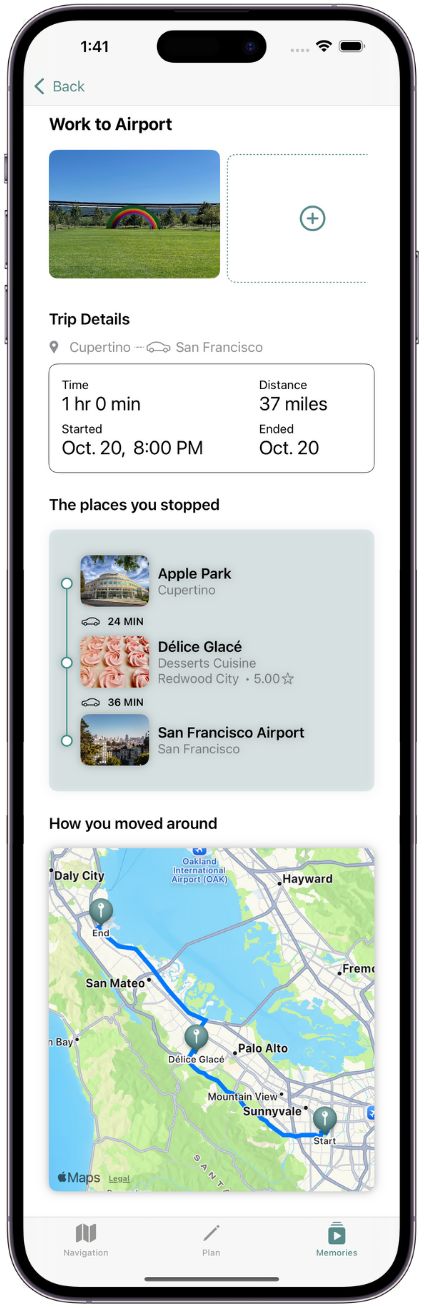 1:41
Back
Work to Airport
Trip Details
Cupertino San Francisco
Time Distance
1 hr 0 min 37 miles
Started Ended
Oct. 20, 8:00 PM Oct. 20
The places you stopped
Apple Park
Cupertino
24 MIN
Délice Glacé
Desserts Cuisine
Redwood City • 5.00☆
36 MIN
San Francisco Airport
San Francisco
How you moved around
Oakland
International
Airport (OAK)
Daly City
Hayward
End
Fremo
San Mateo
n Bay
Délice Glacé
Palo Alto
Mountain View
Sunnyvale
Start
SANT
Maps Legal
Navigation Plan Memories